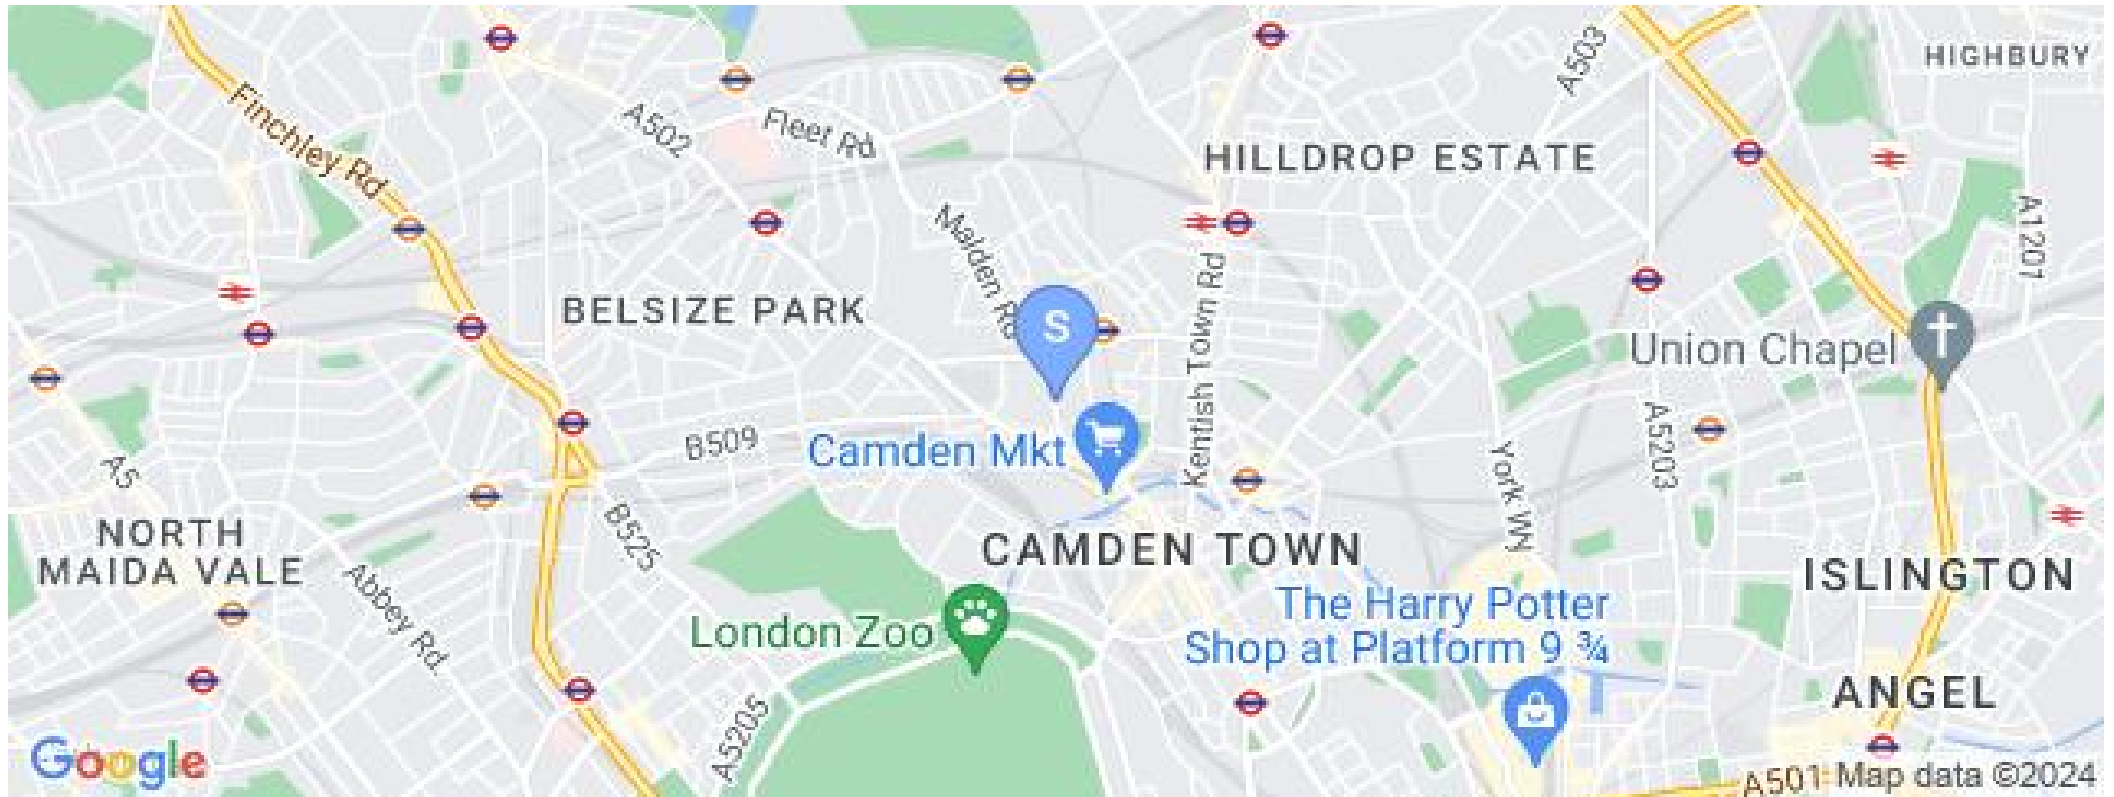 HIGHBURY
A503
Finchley Rd
A502
Fleet Rd
HILLDROP ESTATE
A1201
Malden Rd
Kentish Town Rd
BELSIZE PARK
S
Union Chapel
B509
Camden Mkt
A5203
York Wy
A5
B525
NORTH
MAIDA VALE
CAMDEN TOWN
ISLINGTON
Abbey Rd.
The Harry Potter
Shop at Platform 9 ¾
London Zoo
ANGEL
A5205
Google
A501
Map data ©2024